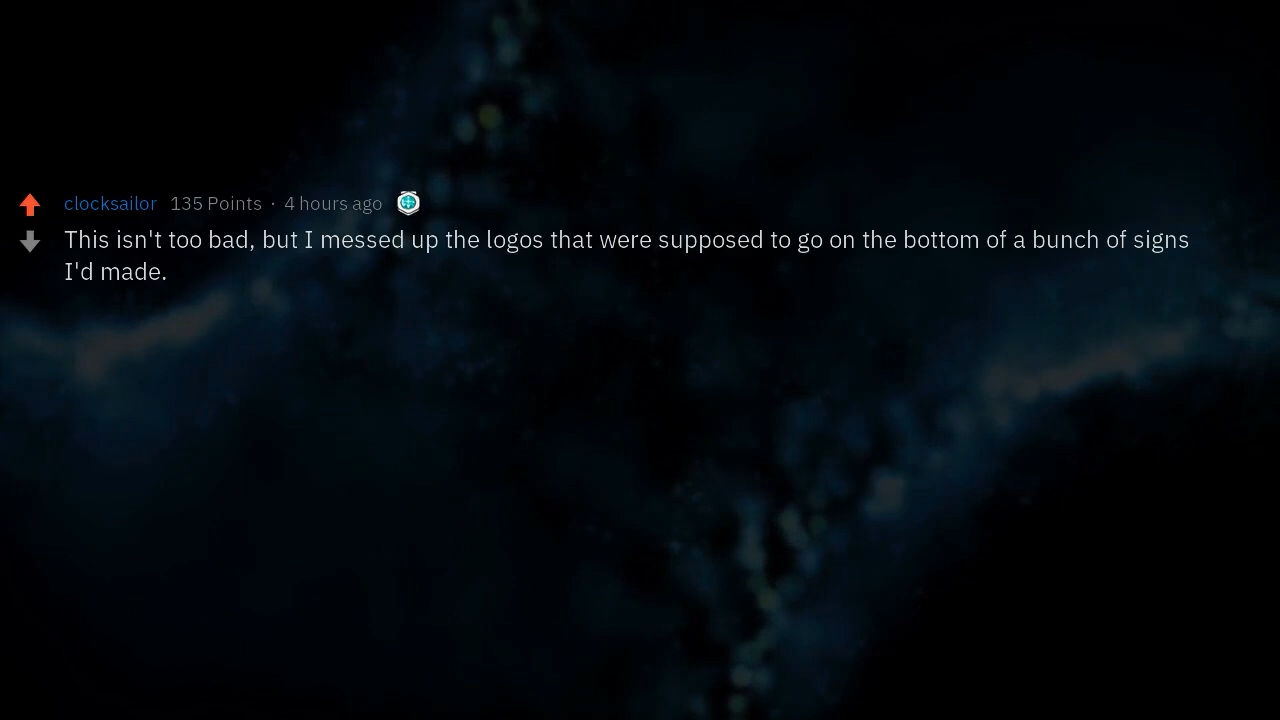 clocksailor 135 Points · 4 hours ago
This isn't too bad, but I messed up the logos that were supposed to go on the bottom of a bunch of signs
I'd made.